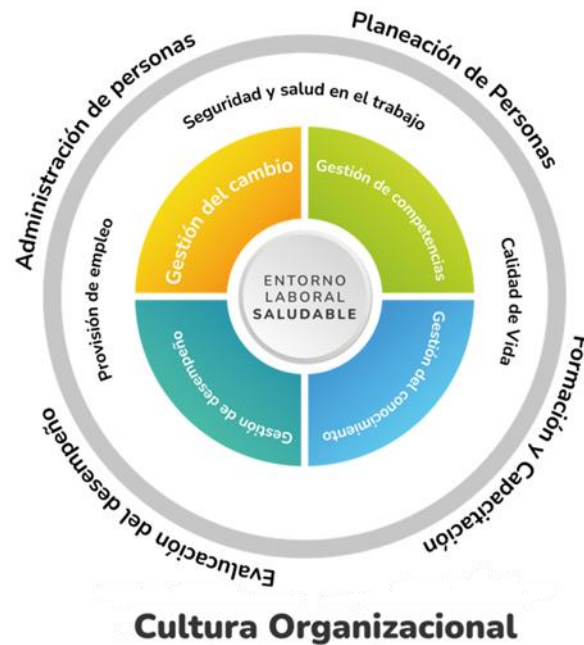 Administración de personas
Planeación de Personas
Seguridad y salud en el trabajo
Gestión del cambio
Gestión de competencias
Provisión de empleo
ENTORNO
LABORAL
SALUDABLE
Calidad de Vida
Gestión de desempeño
Gestión del conocimiento
Evalucación del desempeño
Formación y Capacitación
Cultura Organizacional